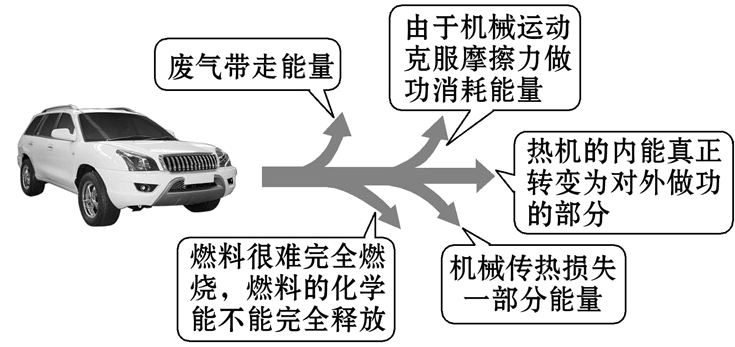 废气带走能量
由于机械运动
克服摩擦力做
功消耗能量
热机的内能真正
转变为对外做功
的部分
燃料很难完全燃
烧，燃料的化学
能不能完全释放
机械传热损失
一部分能量